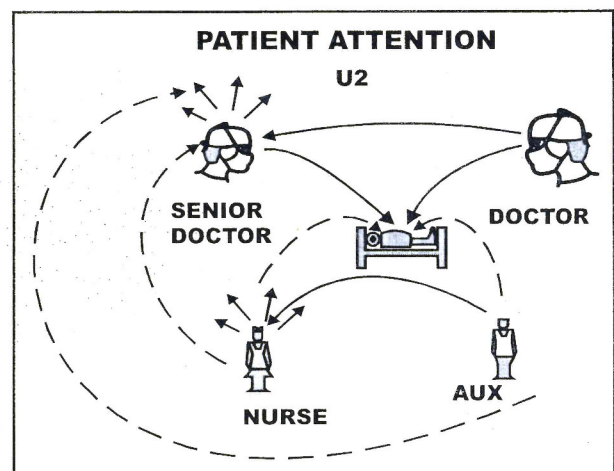 PATIENT ATTENTION
U2
SENIOR
DOCTOR
DOCTOR
NURSE
AUX